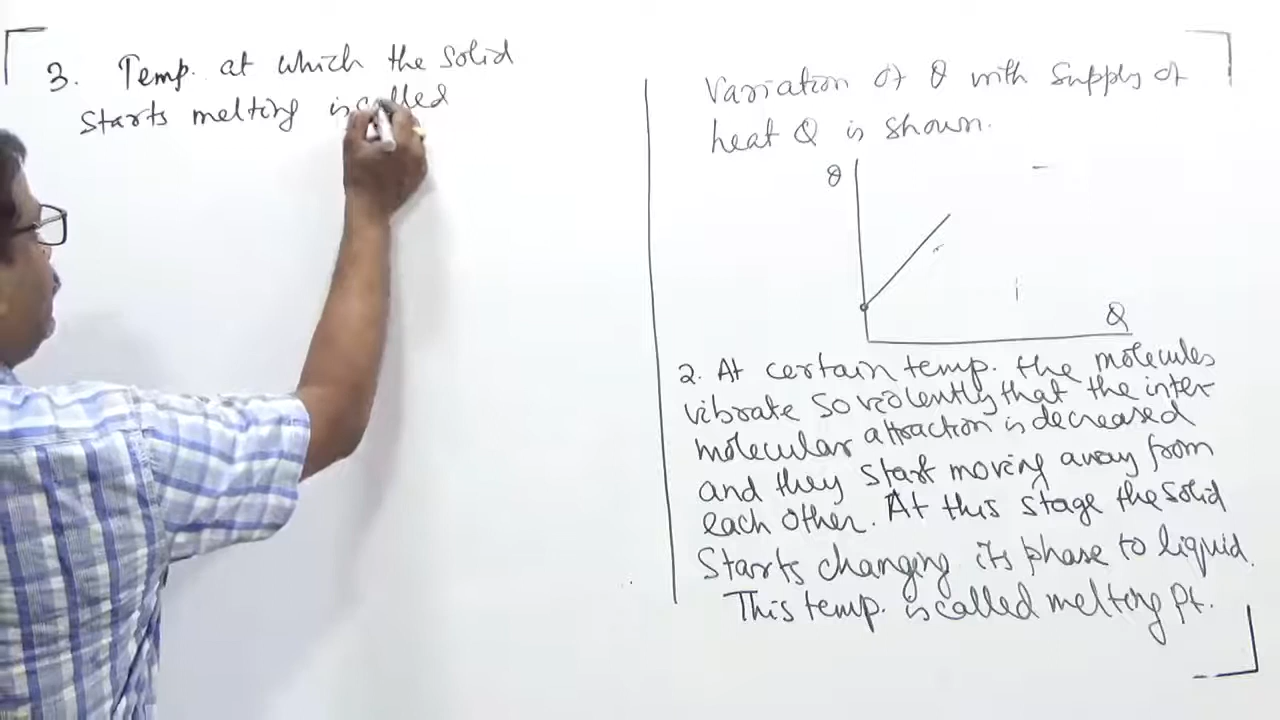 3. Temp. at which the solid
starts melting is called
Variation of θ with supply of
heat Q is shown.
θ
Q
2. At certain temp. the molecules
vibrate so violently that the inter-
molecular attraction is decreased
and they start moving away from
each other. At this stage the solid
starts changing its phase to liquid.
This temp. is called melting pt.